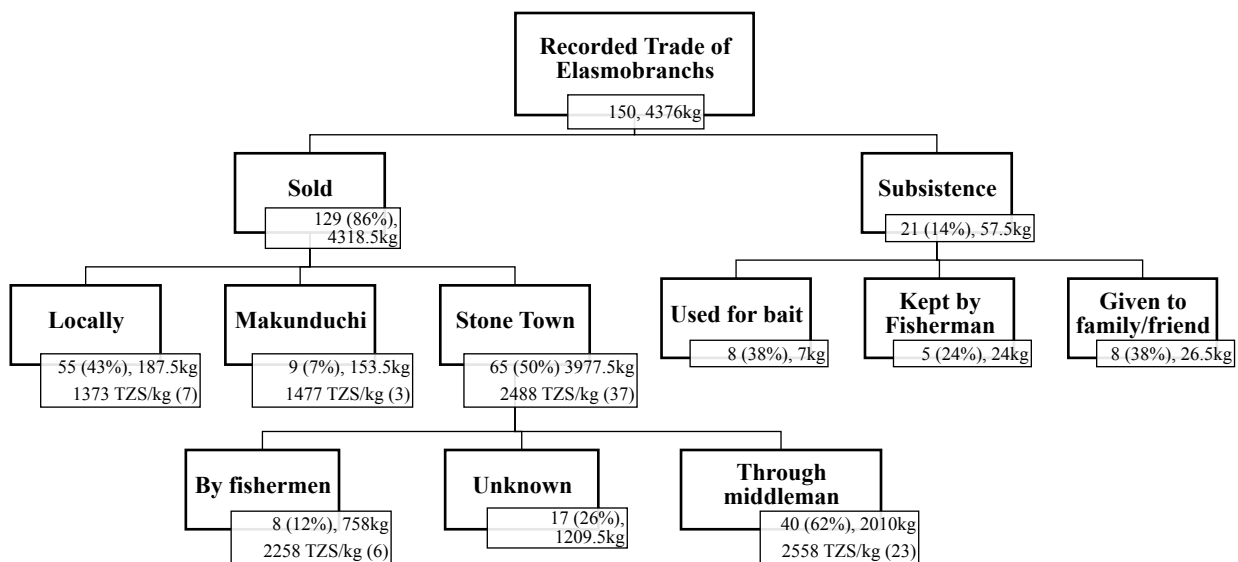 Recorded Trade of
Elasmobranchs
150, 4376kg
Sold
129 (86%),
4318.5kg
Subsistence
21 (14%), 57.5kg
Locally
55 (43%), 187.5kg
1373 TZS/kg (7)
Makunduchi
9 (7%), 153.5kg
1477 TZS/kg (3)
Stone Town
65 (50%) 3977.5kg
2488 TZS/kg (37)
Used for bait
8 (38%), 7kg
Kept by
Fisherman
5 (24%), 24kg
Given to
family/friend
8 (38%), 26.5kg
By fishermen
8 (12%), 758kg
2258 TZS/kg (6)
Unknown
17 (26%),
1209.5kg
Through
middleman
40 (62%), 2010kg
2558 TZS/kg (23)